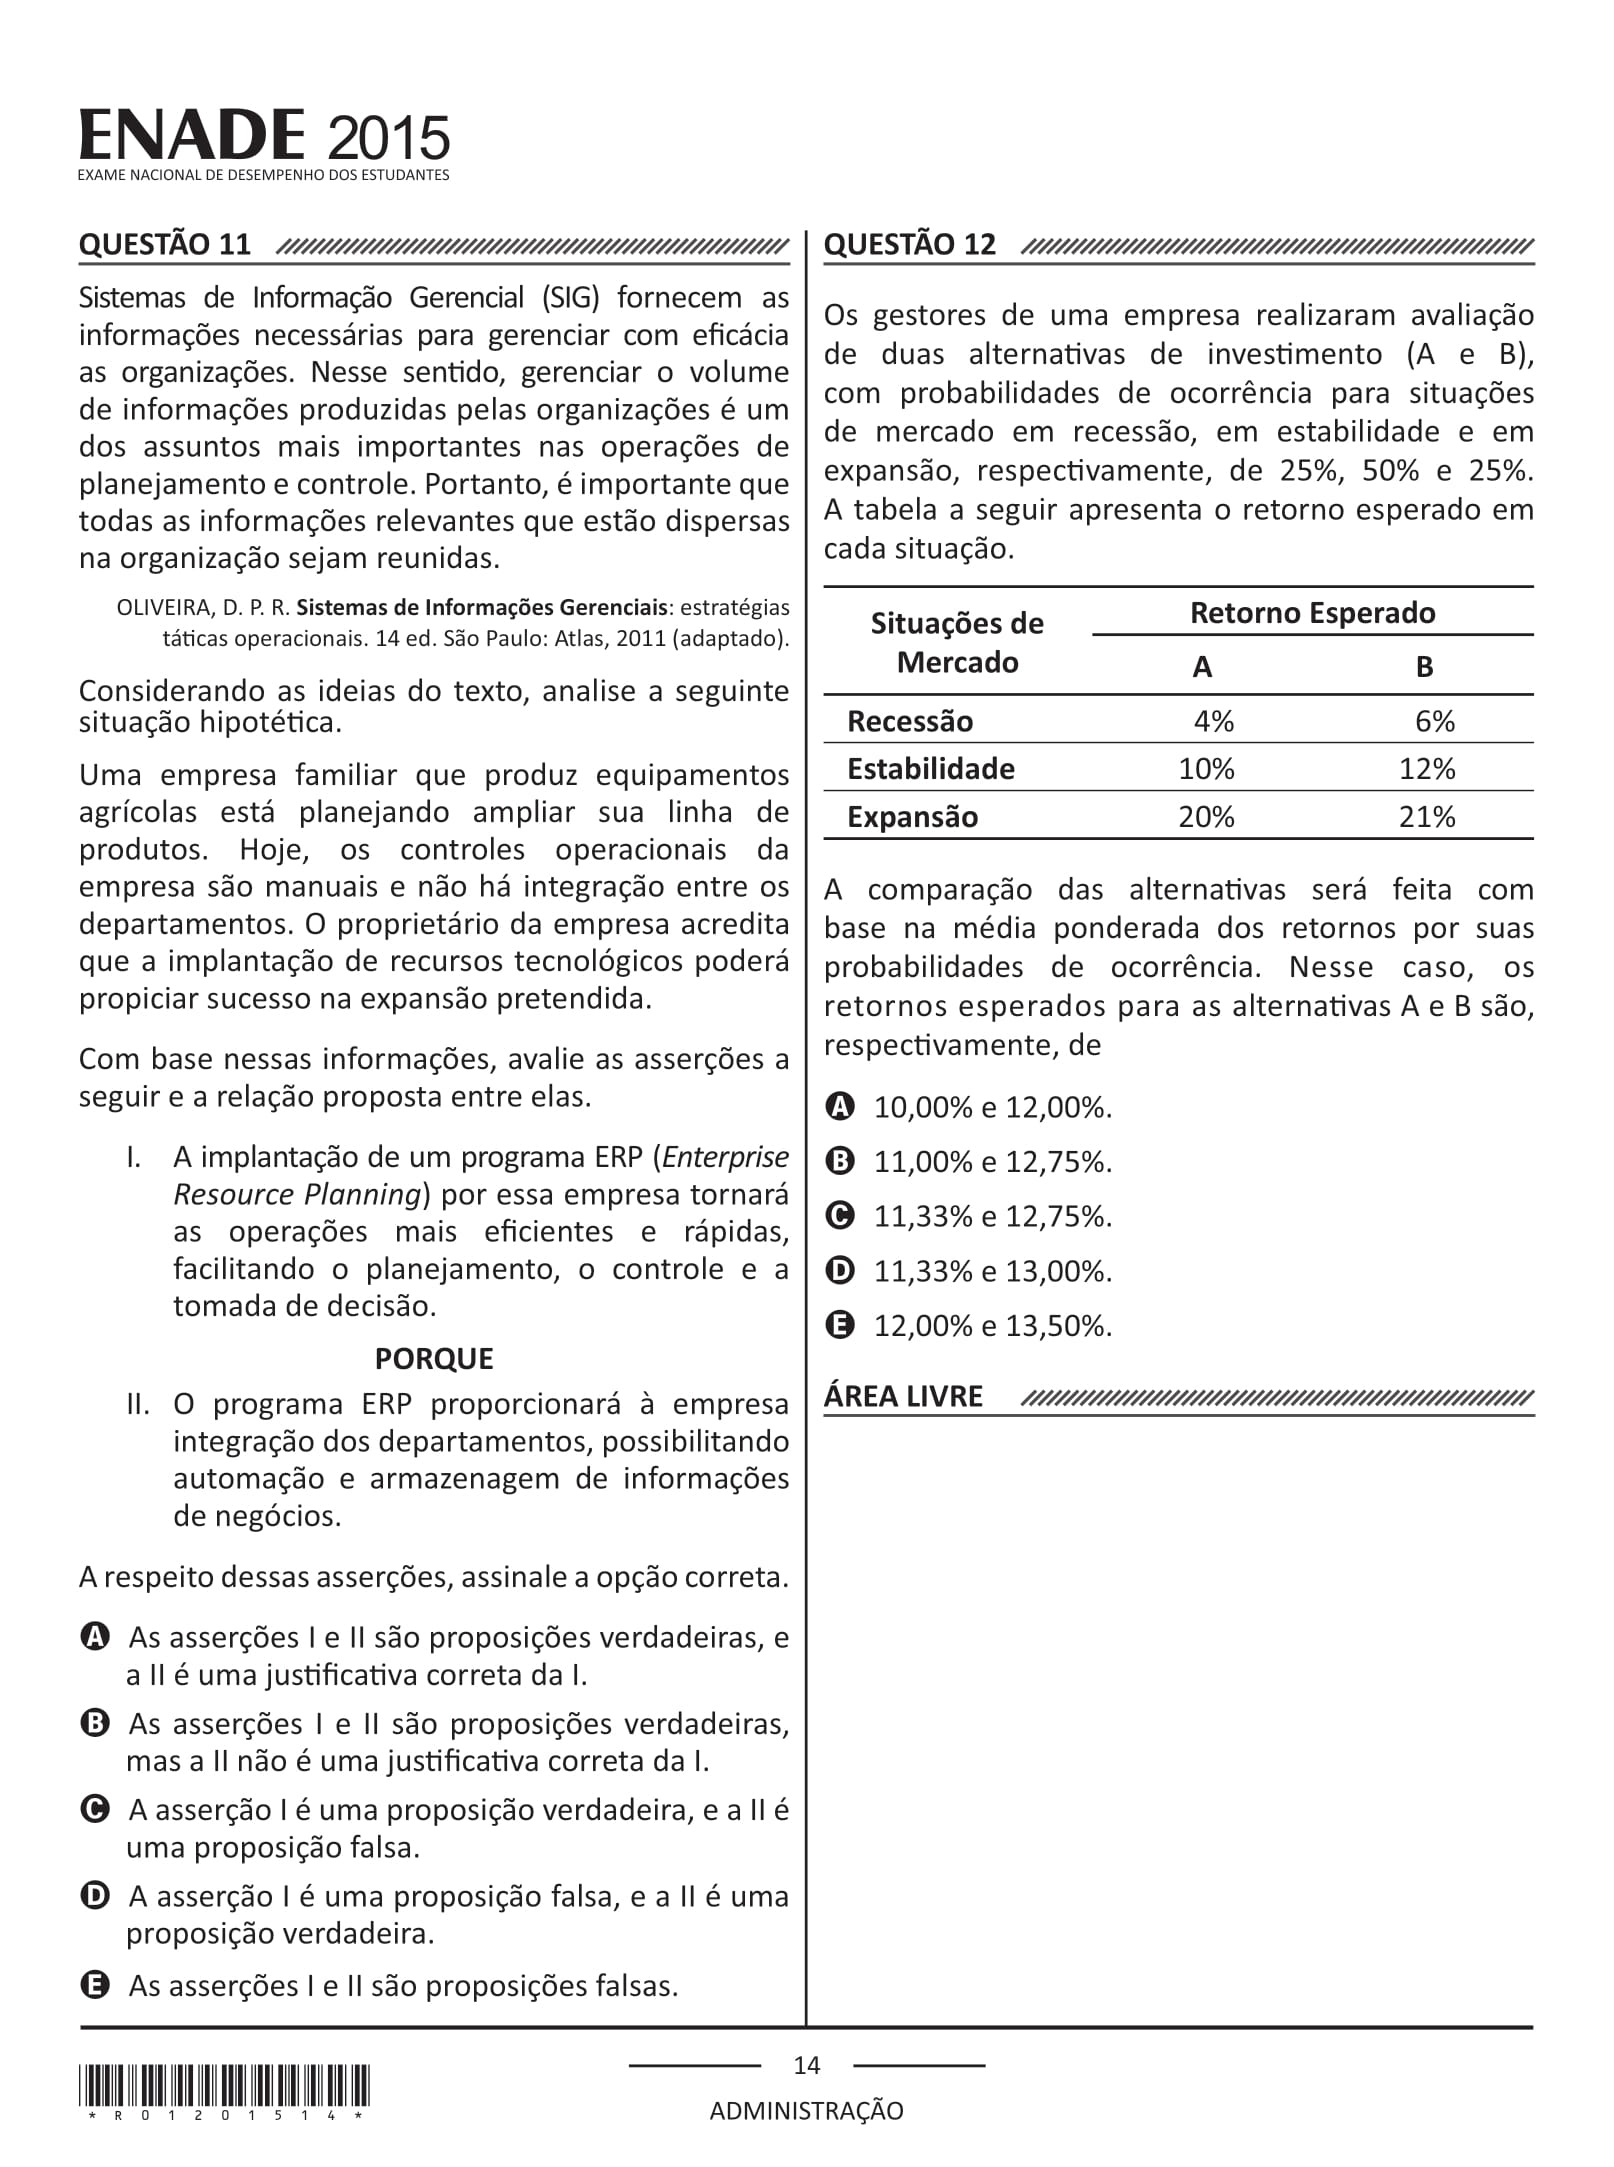 ENADE 2015
EXAME NACIONAL DE DESEMPENHO DOS ESTUDANTES
QUESTÃO 11
Sistemas de Informação Gerencial (SIG) fornecem as
informações necessárias para gerenciar com eficácia
as organizações. Nesse sentido, gerenciar o volume
de informações produzidas pelas organizações é um
dos assuntos mais importantes nas operações de
planejamento e controle. Portanto, é importante que
todas as informações relevantes que estão dispersas
na organização sejam reunidas.
OLIVEIRA, D. P. R. Sistemas de Informações Gerenciais: estratégias
táticas operacionais. 14 ed. São Paulo: Atlas, 2011 (adaptado).
Considerando as ideias do texto, analise a seguinte
situação hipotética.
Uma empresa familiar que produz equipamentos
agrícolas está planejando ampliar sua linha de
produtos. Hoje, os controles operacionais da
empresa são manuais e não há integração entre os
departamentos. O proprietário da empresa acredita
que a implantação de recursos tecnológicos poderá
propiciar sucesso na expansão pretendida.
Com base nessas informações, avalie as asserções a
seguir e a relação proposta entre elas.
I. A implantação de um programa ERP (Enterprise
Resource Planning) por essa empresa tornará
as operações mais eficientes e rápidas,
facilitando o planejamento, o controle e a
tomada de decisão.
PORQUE
II. O programa ERP proporcionará à empresa
integração dos departamentos, possibilitando
automação e armazenagem de informações
de negócios.
A respeito dessas asserções, assinale a opção correta.
A As asserções I e II são proposições verdadeiras, e
a II é uma justificativa correta da I.
B As asserções I e II são proposições verdadeiras,
mas a II não é uma justificativa correta da I.
C A asserção I é uma proposição verdadeira, e a II é
uma proposição falsa.
D A asserção I é uma proposição falsa, e a II é uma
proposição verdadeira.
E As asserções I e II são proposições falsas.
QUESTÃO 12
Os gestores de uma empresa realizaram avaliação
de duas alternativas de investimento (A e B),
com probabilidades de ocorrência para situações
de mercado em recessão, em estabilidade e em
expansão, respectivamente, de 25%, 50% e 25%.
A tabela a seguir apresenta o retorno esperado em
cada situação.
Situações de Mercado Retorno Esperado
A B
Recessão 4% 6%
Estabilidade 10% 12%
Expansão 20% 21%
A comparação das alternativas será feita com
base na média ponderada dos retornos por suas
probabilidades de ocorrência. Nesse caso, os
retornos esperados para as alternativas A e B são,
respectivamente, de
A 10,00% e 12,00%.
B 11,00% e 12,75%.
C 11,33% e 12,75%.
D 11,33% e 13,00%.
E 12,00% e 13,50%.
ÁREA LIVRE
*R01201514*
14
ADMINISTRAÇÃO